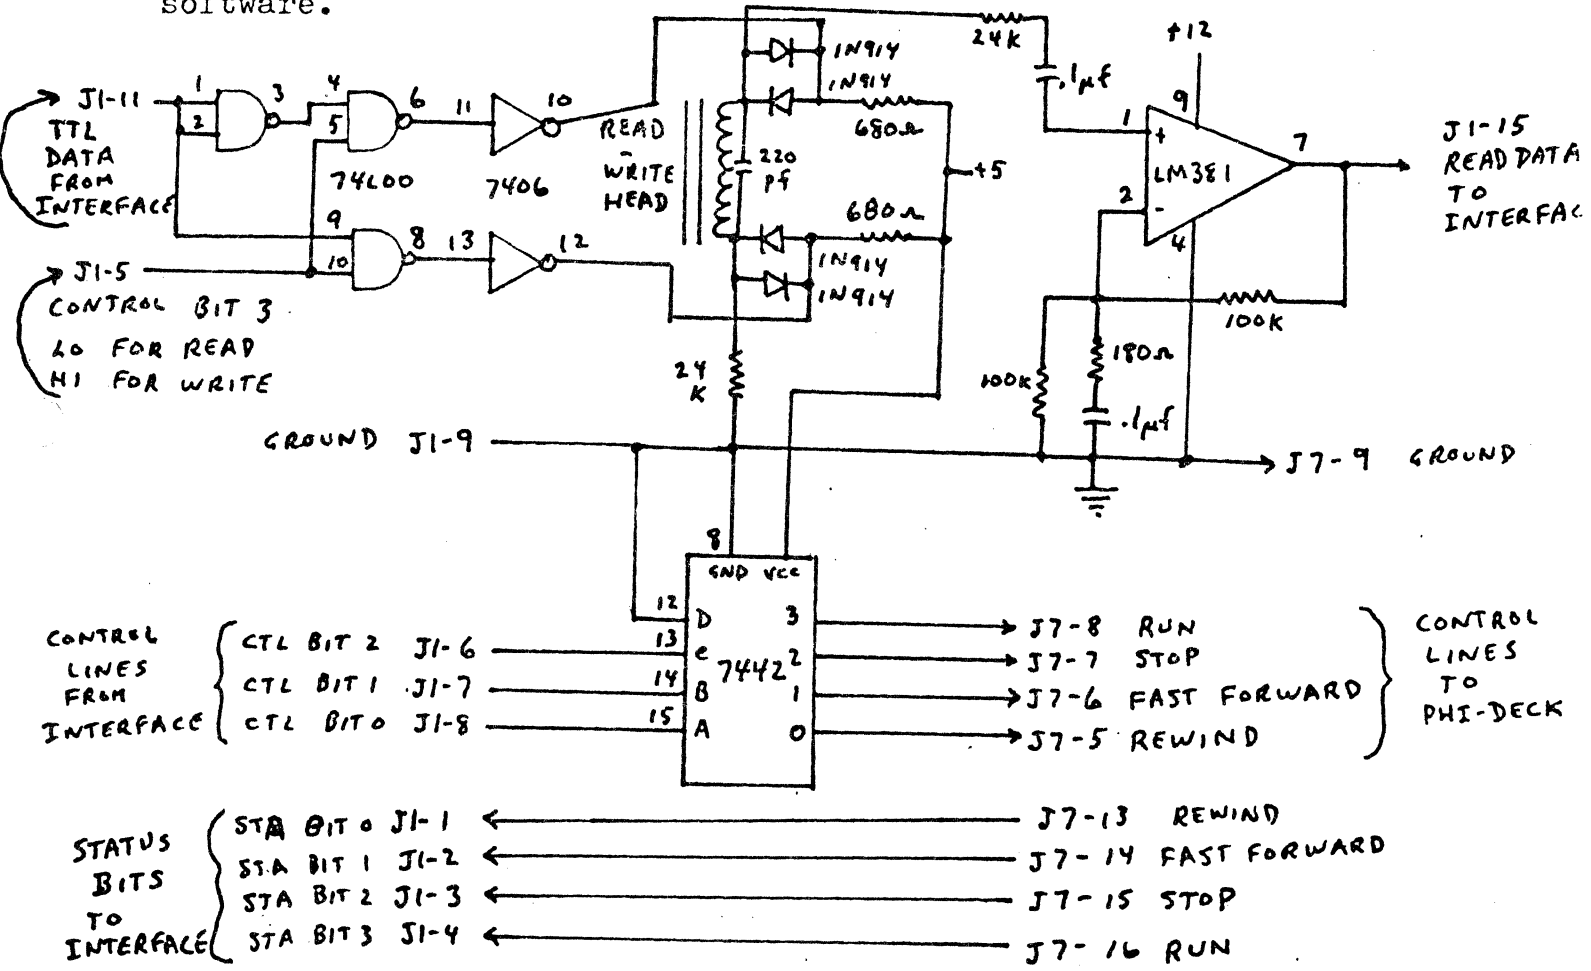 software.
J1-11
TTL
DATA
FROM
INTERFACE
1
2
3
4
5
6
74L00
11
10
7406
9
10
8
13
12
J1-5
CONTROL BIT 3
LO FOR READ
HI FOR WRITE
READ
-
WRITE
HEAD
220
Pf
1N914
1N914
680Ω
+5
680Ω
1N914
1N914
24
K
24K
.1μf
+12
9
1
+
LM381
2
-
4
7
J1-15
READ DATA
TO
INTERFAC
100K
100K
180Ω
.1μf
GROUND J1-9
J7-9 GROUND
8
GND VCC
12 D
13 C
14 B
15 A
7442
3
2
1
0
CONTROL
LINES
FROM
INTERFACE
CTL BIT 2 J1-6
CTL BIT 1 J1-7
CTL BIT 0 J1-8
J7-8 RUN
J7-7 STOP
J7-6 FAST FORWARD
J7-5 REWIND
CONTROL
LINES
TO
PHI-DECK
STATUS
BITS
TO
INTERFACE
STA BIT 0 J1-1
STA BIT 1 J1-2
STA BIT 2 J1-3
STA BIT 3 J1-4
J7-13 REWIND
J7-14 FAST FORWARD
J7-15 STOP
J7-16 RUN